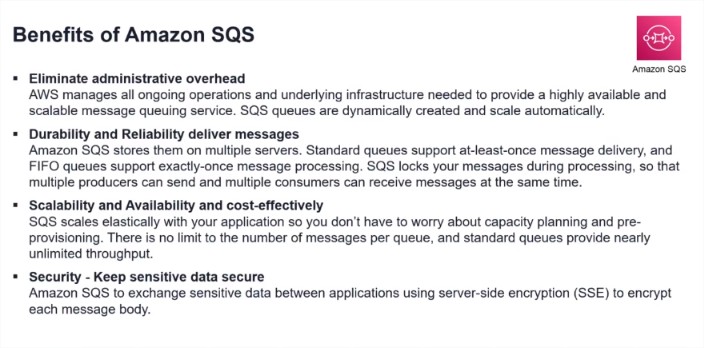 Benefits of Amazon SQS
Amazon SQS
▪ Eliminate administrative overhead
AWS manages all ongoing operations and underlying infrastructure needed to provide a highly available and
scalable message queuing service. SQS queues are dynamically created and scale automatically.
▪ Durability and Reliability deliver messages
Amazon SQS stores them on multiple servers. Standard queues support at-least-once message delivery, and
FIFO queues support exactly-once message processing. SQS locks your messages during processing, so that
multiple producers can send and multiple consumers can receive messages at the same time.
▪ Scalability and Availability and cost-effectively
SQS scales elastically with your application so you don’t have to worry about capacity planning and pre-
provisioning. There is no limit to the number of messages per queue, and standard queues provide nearly
unlimited throughput.
▪ Security - Keep sensitive data secure
Amazon SQS to exchange sensitive data between applications using server-side encryption (SSE) to encrypt
each message body.